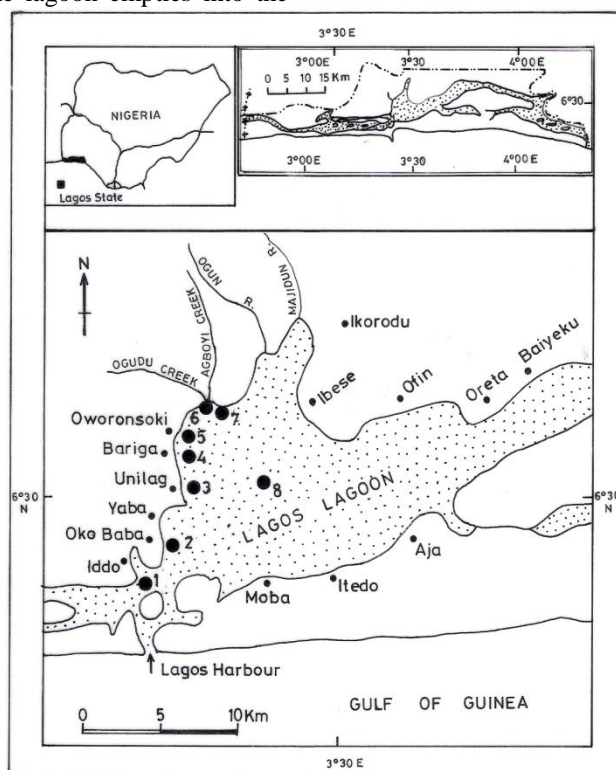 lagoon empties into the
3°30 E
3°00E
3°30
4°00E
0 5 10 15 Km
NIGERIA
6°30
Lagos State
3°00E
3°30
4°00E
N
OGUN R.
MAJIDUN R.
AGBOYI CREEK
OGUDU CREEK
Ikorodu
Ibese
Ofin
Oreta
Baiyeku
6
7
Oworonsoki
5
Bariga
4
Unilag
3
8
6°30 N
6°30 N
LAGOS LAGOON
Yaba
Oko Baba
2
Aja
Iddo
1
Moba
Itedo
Lagos Harbour
GULF OF GUINEA
0 5 10 Km
3°30 E